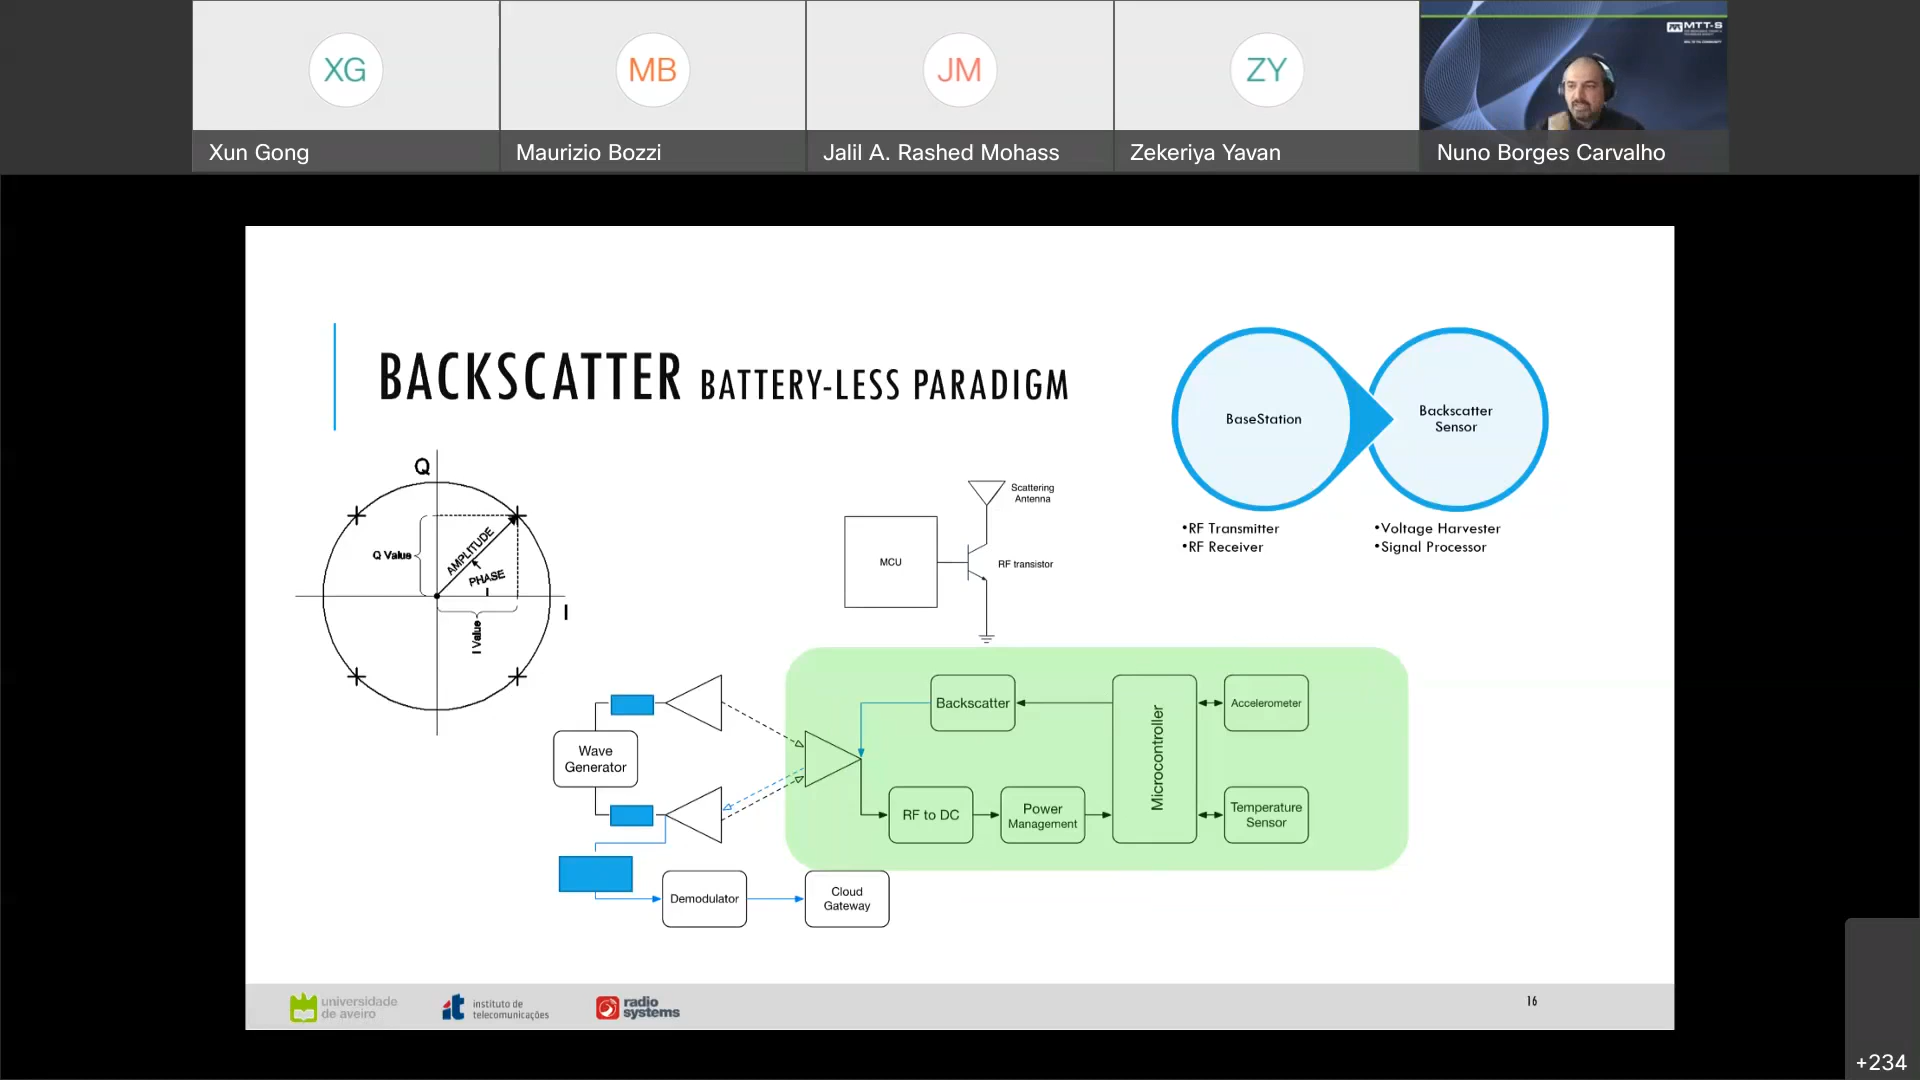 XG
MB
JM
ZY
MTT-S
Xun Gong
Maurizio Bozzi
Jalil A. Rashed Mohass
Zekeriya Yavan
Nuno Borges Carvalho
BACKSCATTER BATTERY-LESS PARADIGM
BaseStation
Backscatter
Sensor
•RF Transmitter
•RF Receiver
•Voltage Harvester
•Signal Processor
Q
Q Value
AMPLITUDE
PHASE
I
I Value
Scattering
Antenna
MCU
RF transistor
Wave
Generator
Backscatter
Microcontroller
Accelerometer
RF to DC
Power
Management
Temperature
Sensor
Demodulator
Cloud
Gateway
universidade
de aveiro
it
instituto de
telecomunicações
radio
systems
16
+234